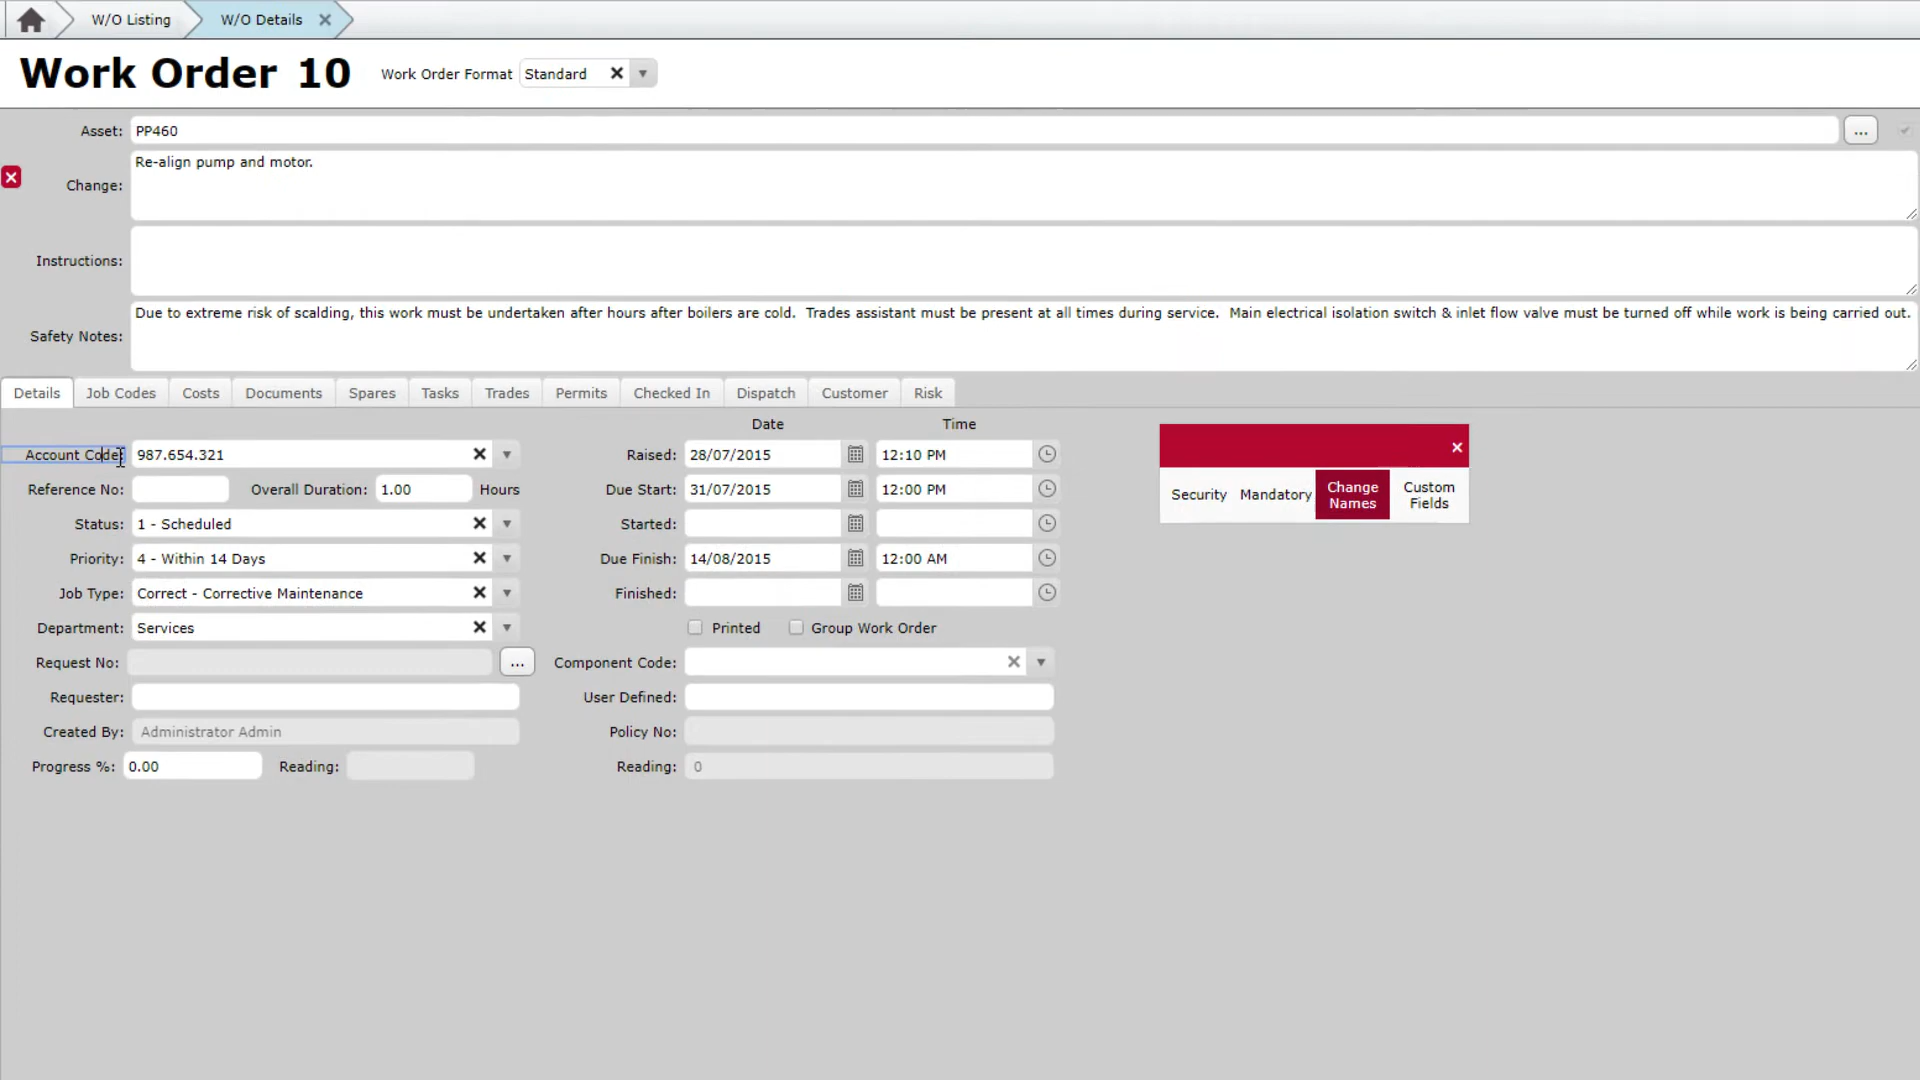 W/O Listing W/O Details
Work Order 10 Work Order Format Standard
Asset: PP460 ...
Change: Re-align pump and motor.
Instructions:
Safety Notes: Due to extreme risk of scalding, this work must be undertaken after hours after boilers are cold.  Trades assistant must be present at all times during service.  Main electrical isolation switch & inlet flow valve must be turned off while work is being carried out.
Details Job Codes Costs Documents Spares Tasks Trades Permits Checked In Dispatch Customer Risk
Date Time
Account Code: 987.654.321 Raised: 28/07/2015 12:10 PM
Reference No: Overall Duration: 1.00 Hours Due Start: 31/07/2015 12:00 PM
Security Mandatory Change Names Custom Fields
Status: 1 - Scheduled Started:
Priority: 4 - Within 14 Days Due Finish: 14/08/2015 12:00 AM
Job Type: Correct - Corrective Maintenance Finished:
Department: Services Printed Group Work Order
Request No: ... Component Code:
Requester: User Defined:
Created By: Administrator Admin Policy No:
Progress %: 0.00 Reading: Reading: 0